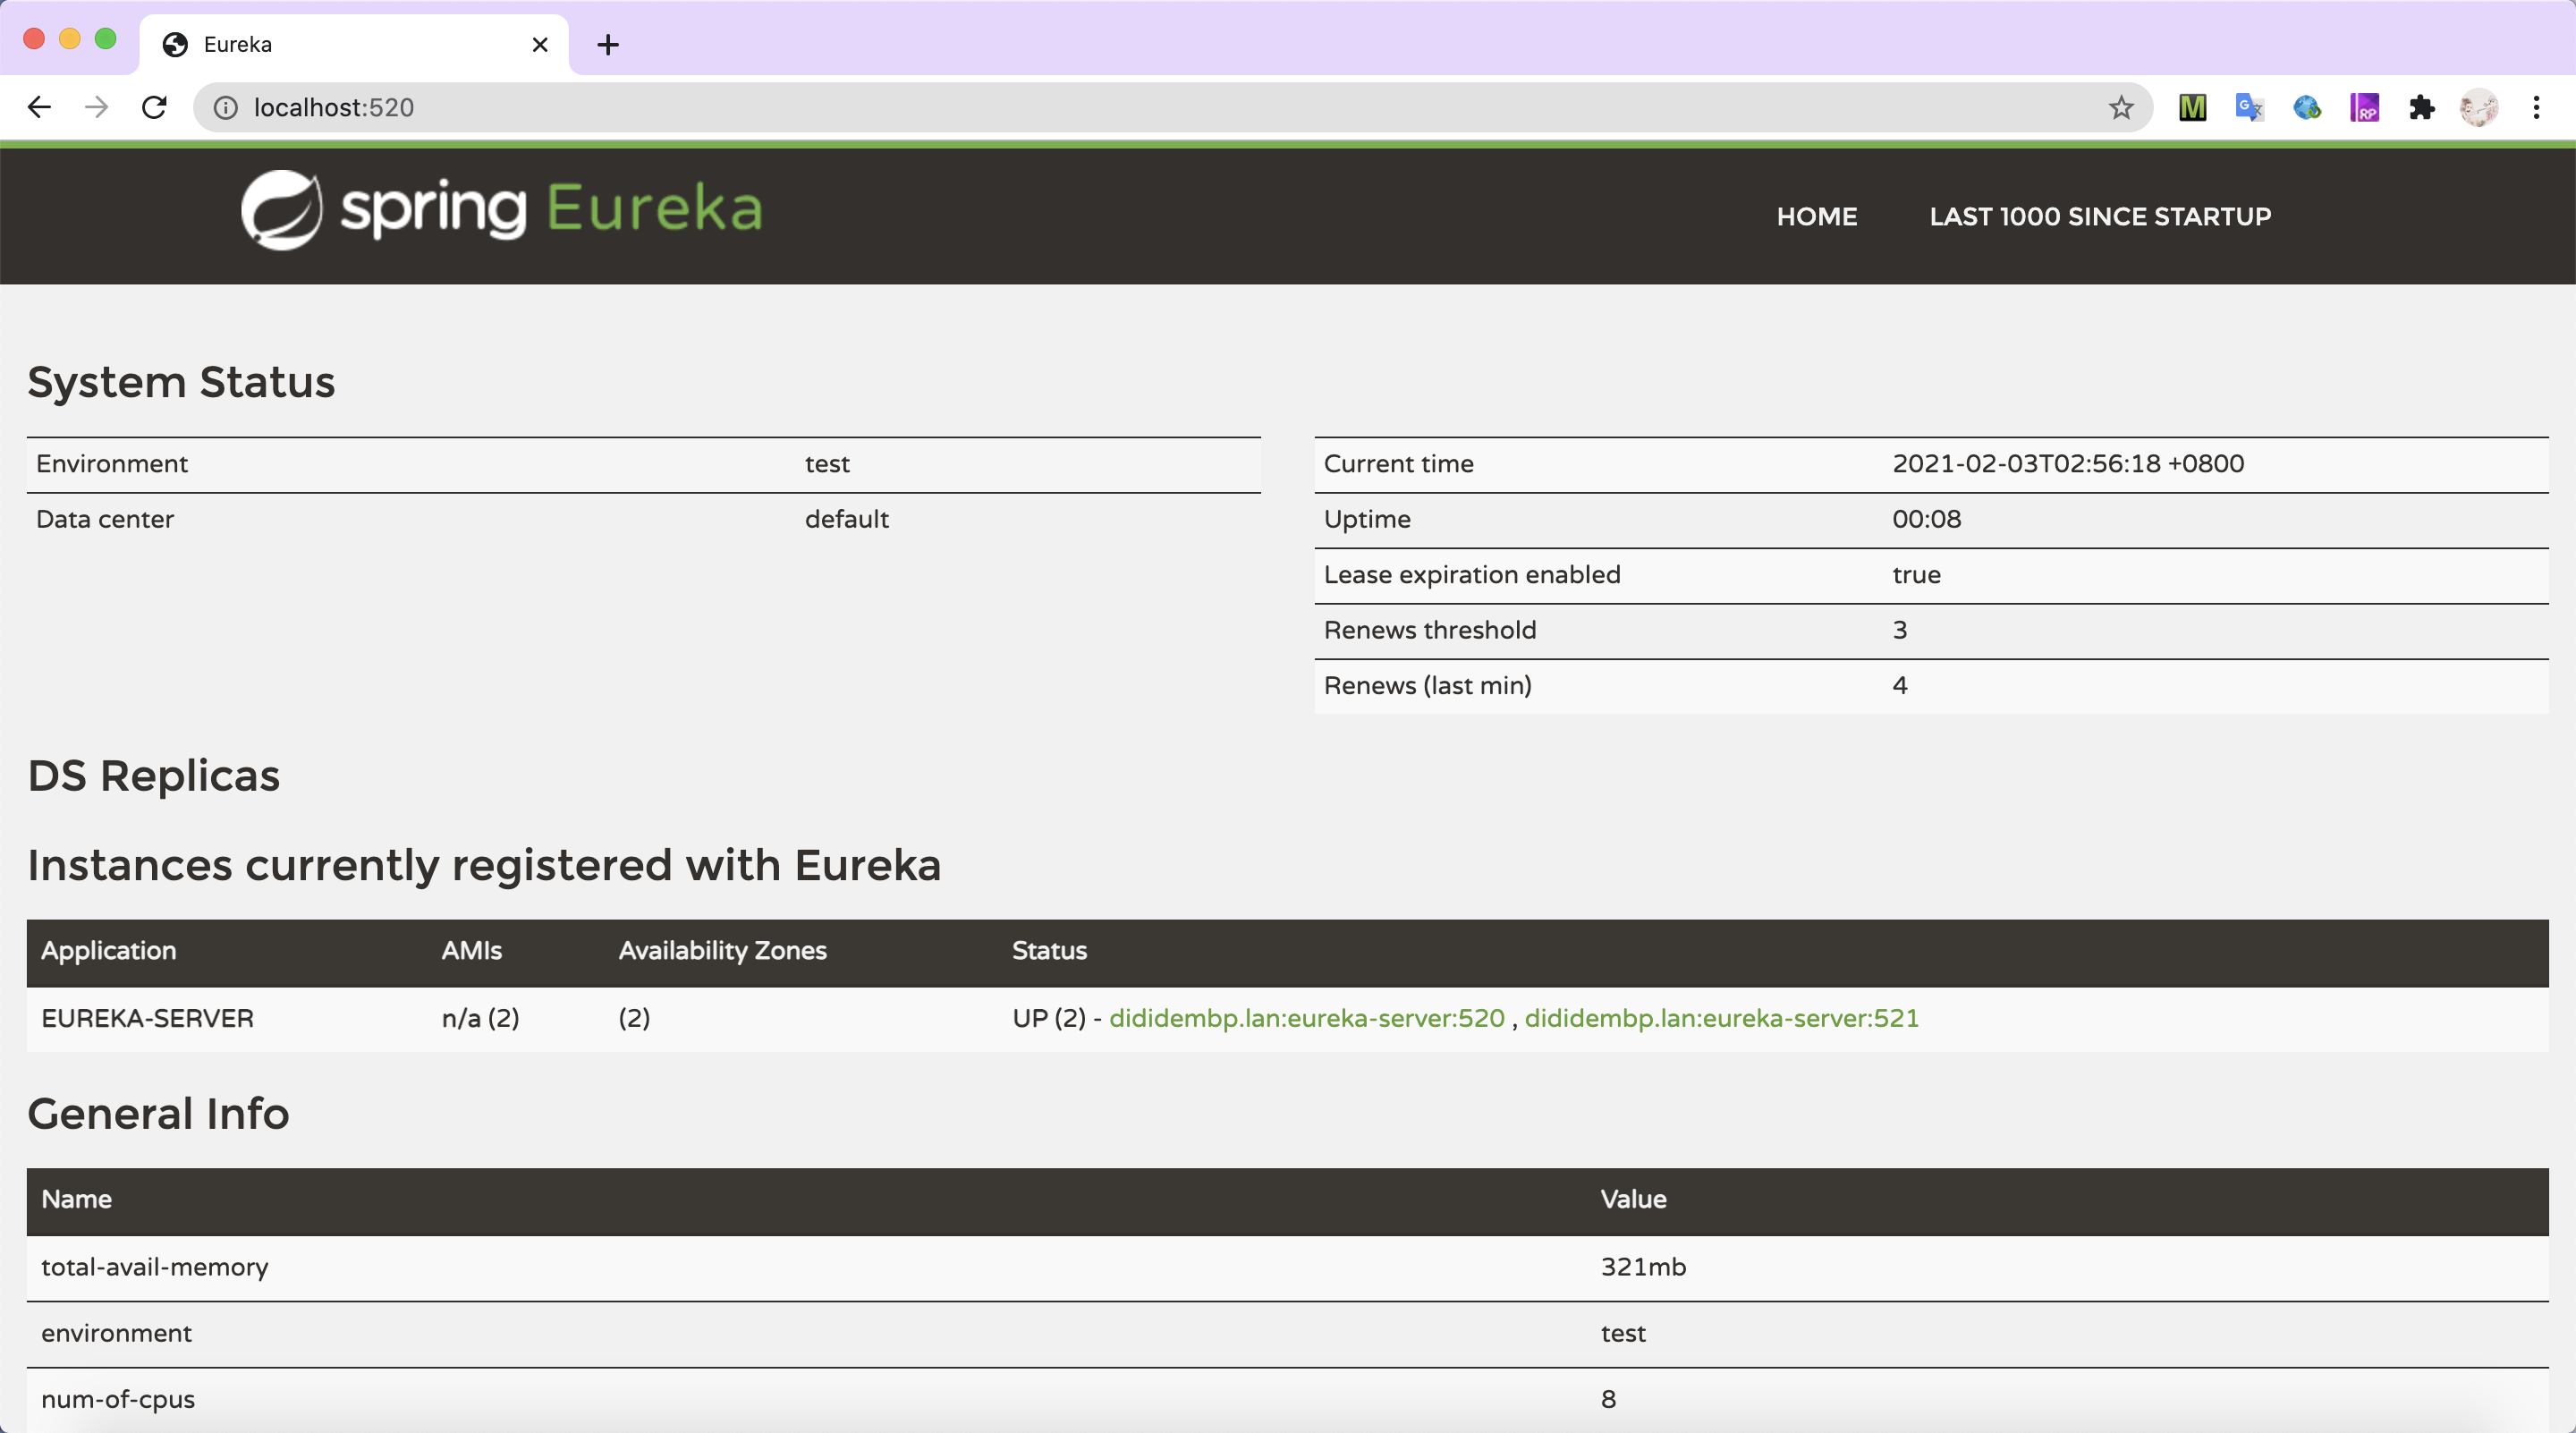 Eureka
localhost:520
M
G
RP
spring Eureka
HOME LAST 1000 SINCE STARTUP
System Status
Environment test
Data center default
Current time 2021-02-03T02:56:18 +0800
Uptime 00:08
Lease expiration enabled true
Renews threshold 3
Renews (last min) 4
DS Replicas
Instances currently registered with Eureka
Application AMIs Availability Zones Status
EUREKA-SERVER n/a (2) (2) UP (2) - dididembp.lan:eureka-server:520 , dididembp.lan:eureka-server:521
General Info
Name Value
total-avail-memory 321mb
environment test
num-of-cpus 8